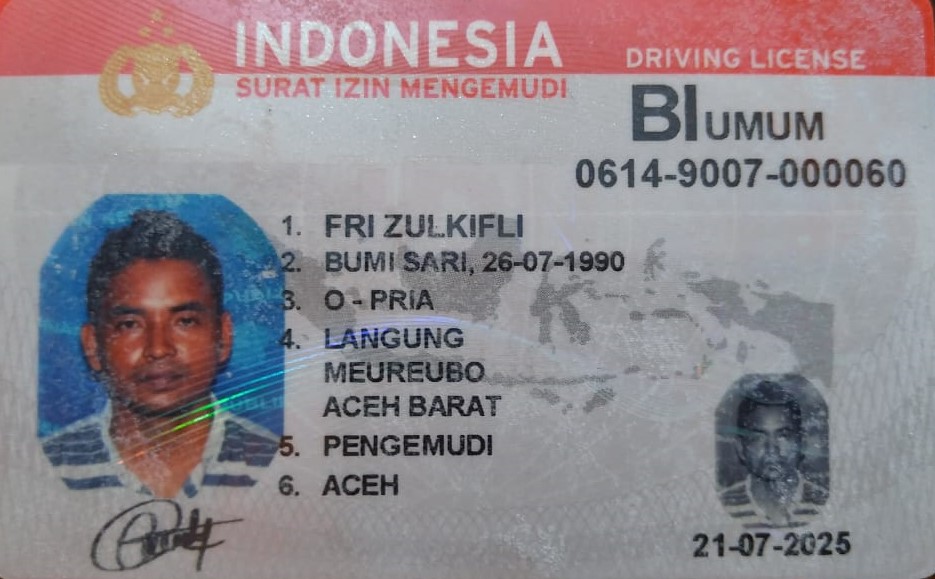 INDONESIA
SURAT IZIN MENGEMUDI
DRIVING LICENSE
BI UMUM
0614-9007-000060
1. FRI ZULKIFLI
2. BUMI SARI, 26-07-1990
3. O - PRIA
4. LANGUNG
MEUREUBO
ACEH BARAT
5. PENGEMUDI
6. ACEH
21-07-2025